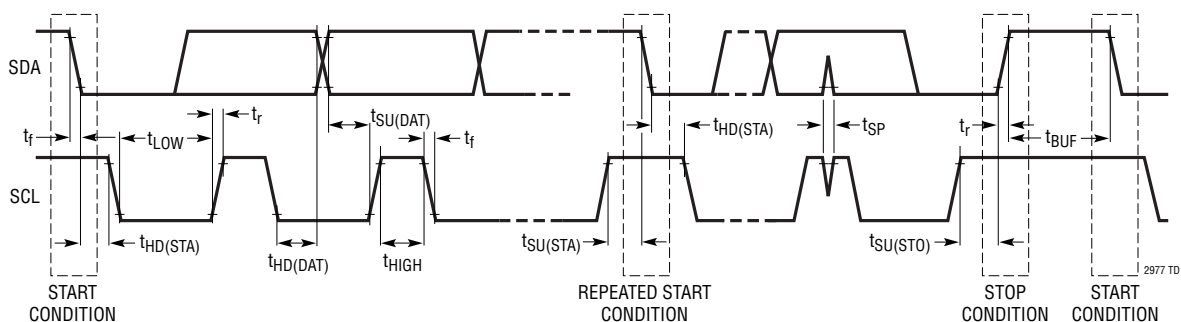 SDA
t_f
t_LOW
t_r
t_SU(DAT)
t_f
t_HD(STA)
t_SP
t_r
t_BUF
SCL
t_HD(STA)
t_HD(DAT)
t_HIGH
t_SU(STA)
t_SU(STO)
2977 TD
START
CONDITION
REPEATED START
CONDITION
STOP
CONDITION
START
CONDITION